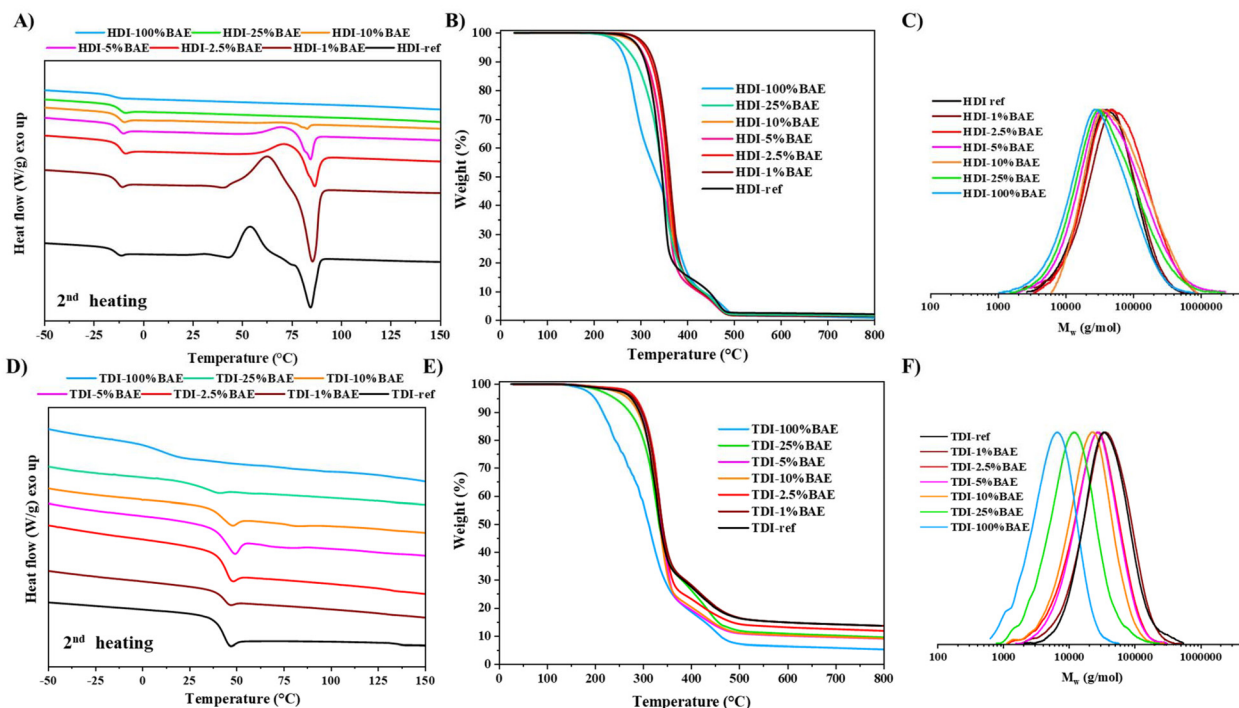 A)
HDI-100%BAE HDI-25%BAE HDI-10%BAE
HDI-5%BAE HDI-2.5%BAE HDI-1%BAE HDI-ref
Heat flow (W/g) exo up
2nd heating
-50 -25 0 25 50 75 100 125 150
Temperature (°C)
B)
Weight (%)
100
90
80
70
60
50
40
30
20
10
0
HDI-100%BAE
HDI-25%BAE
HDI-10%BAE
HDI-5%BAE
HDI-2.5%BAE
HDI-1%BAE
HDI-ref
0 100 200 300 400 500 600 700 800
Temperature (°C)
C)
HDI ref
HDI-1%BAE
HDI-2.5%BAE
HDI-5%BAE
HDI-10%BAE
HDI-25%BAE
HDI-100%BAE
100 1000 10000 100000 1000000
Mw (g/mol)
D)
TDI-100%BAE TDI-25%BAE TDI-10%BAE
TDI-5%BAE TDI-2.5%BAE TDI-1%BAE TDI-ref
Heat flow (W/g) exo up
2nd heating
-50 -25 0 25 50 75 100 125 150
Temperature (°C)
E)
Weight (%)
100
90
80
70
60
50
40
30
20
10
0
TDI-100%BAE
TDI-25%BAE
TDI-5%BAE
TDI-10%BAE
TDI-2.5%BAE
TDI-1%BAE
TDI-ref
0 100 200 300 400 500 600 700 800
Temperature (°C)
F)
TDI-ref
TDI-1%BAE
TDI-2.5%BAE
TDI-5%BAE
TDI-10%BAE
TDI-25%BAE
TDI-100%BAE
100 1000 10000 100000 1000000
Mw (g/mol)